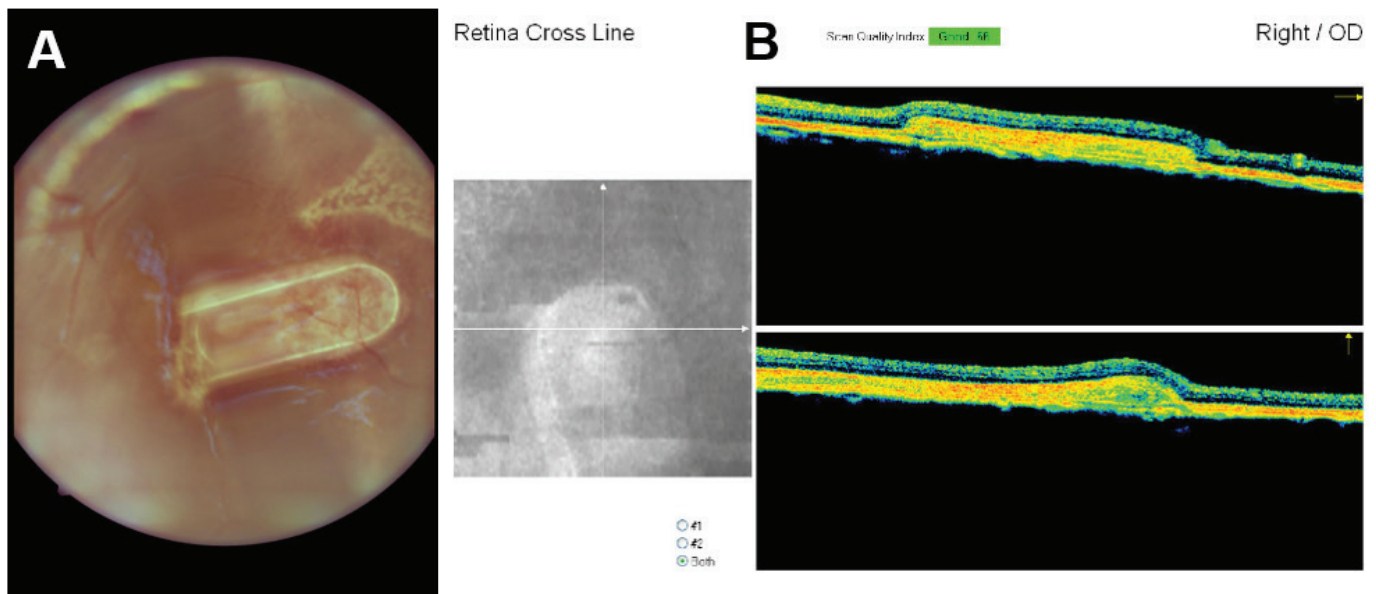 A
Retina Cross Line
B
Scan Quality Index
Right / OD
#1
#2
Both